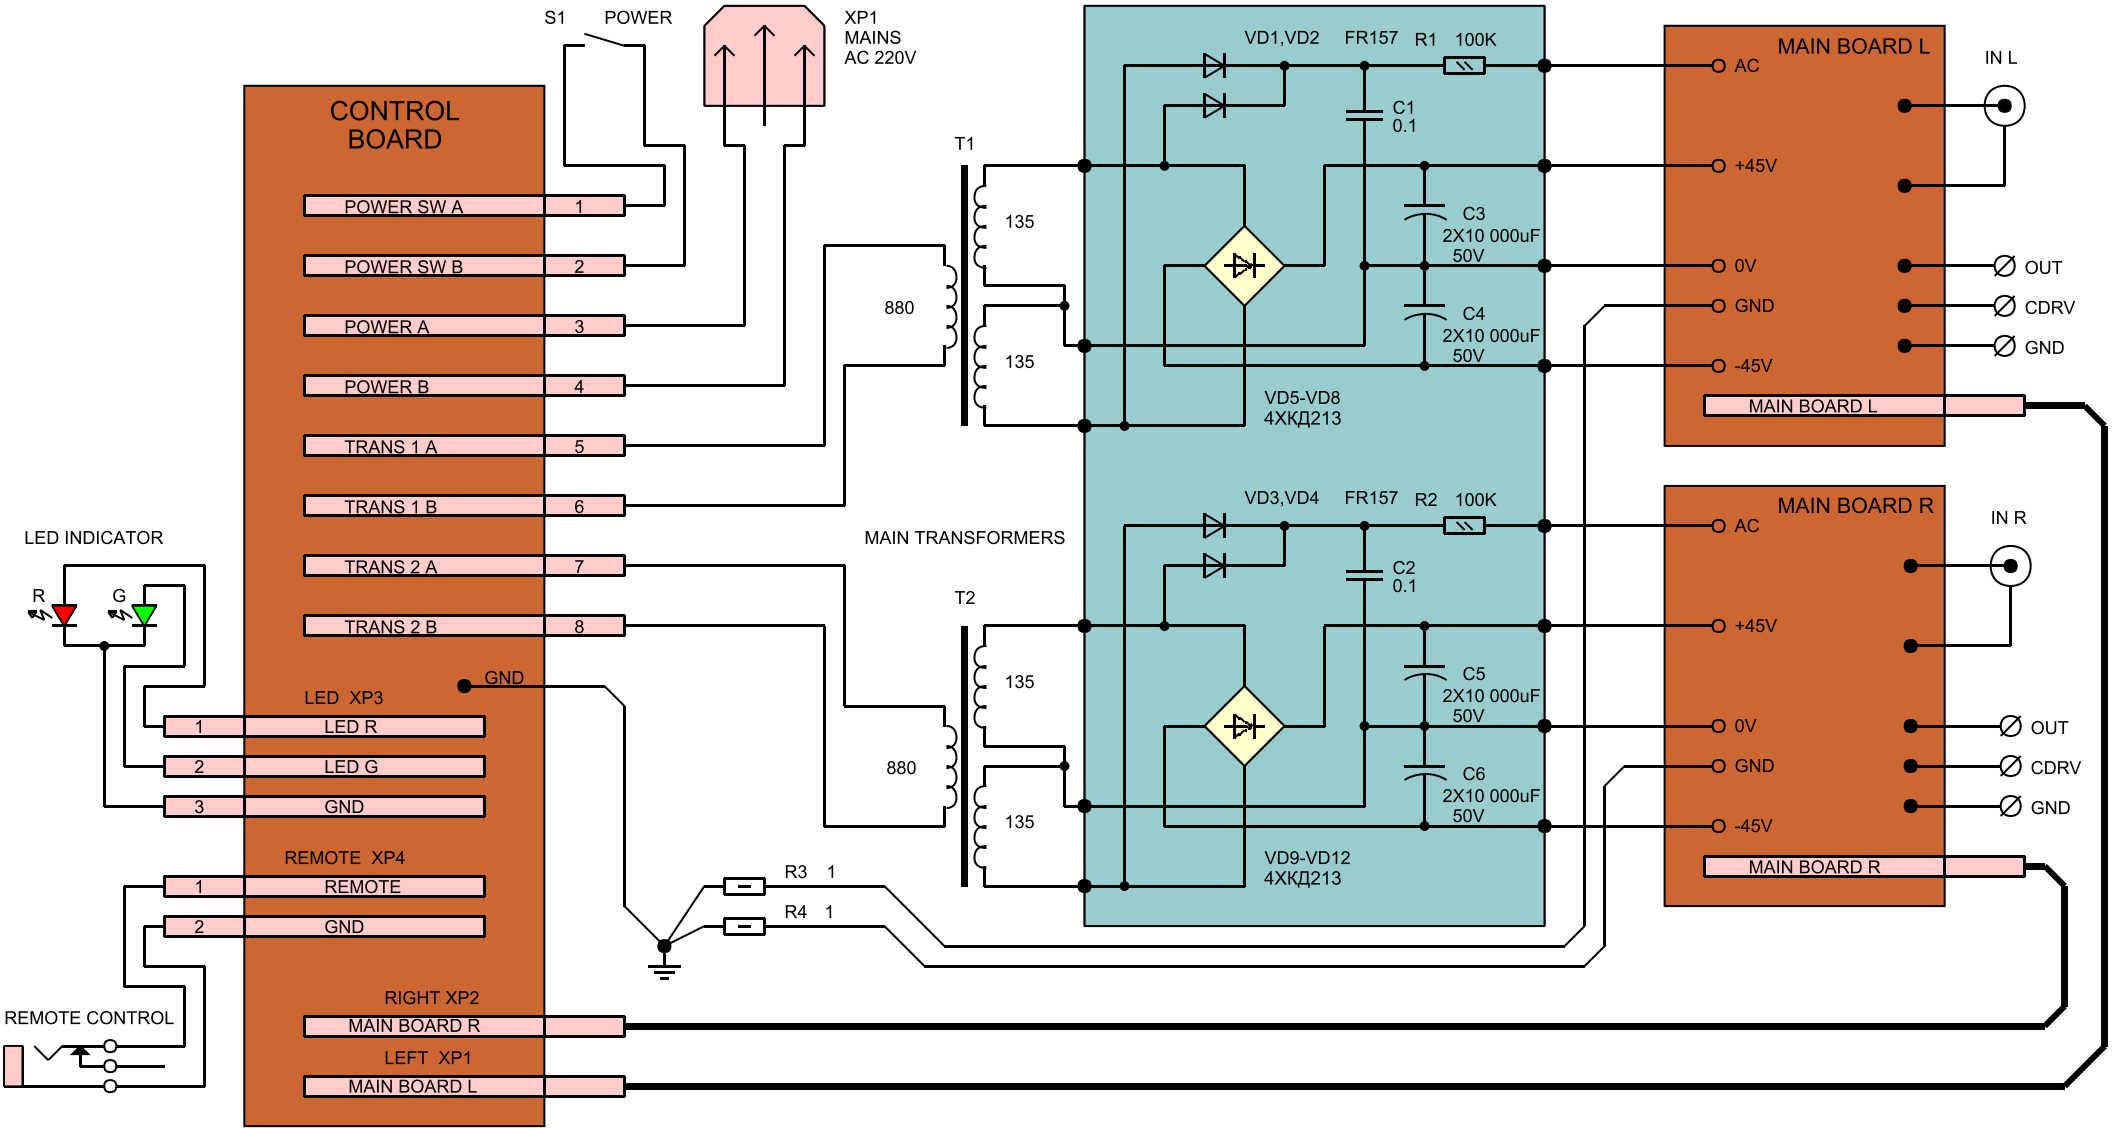 S1 POWER
XP1
MAINS
AC 220V
CONTROL
BOARD
POWER SW A 1
POWER SW B 2
POWER A 3
POWER B 4
TRANS 1 A 5
TRANS 1 B 6
TRANS 2 A 7
TRANS 2 B 8
GND
LED INDICATOR
R G
LED XP3
1 LED R
2 LED G
3 GND
REMOTE XP4
1 REMOTE
2 GND
REMOTE CONTROL
RIGHT XP2
MAIN BOARD R
LEFT XP1
MAIN BOARD L
T1
880
135
135
MAIN TRANSFORMERS
T2
880
135
135
R3 1
R4 1
VD1,VD2 FR157 R1 100K
C1
0.1
C3
2X10 000uF
50V
C4
2X10 000uF
50V
VD5-VD8
4XКД213
VD3,VD4 FR157 R2 100K
C2
0.1
C5
2X10 000uF
50V
C6
2X10 000uF
50V
VD9-VD12
4XКД213
MAIN BOARD L
AC
+45V
0V
GND
-45V
MAIN BOARD L
IN L
OUT
CDRV
GND
MAIN BOARD R
AC
+45V
0V
GND
-45V
MAIN BOARD R
IN R
OUT
CDRV
GND